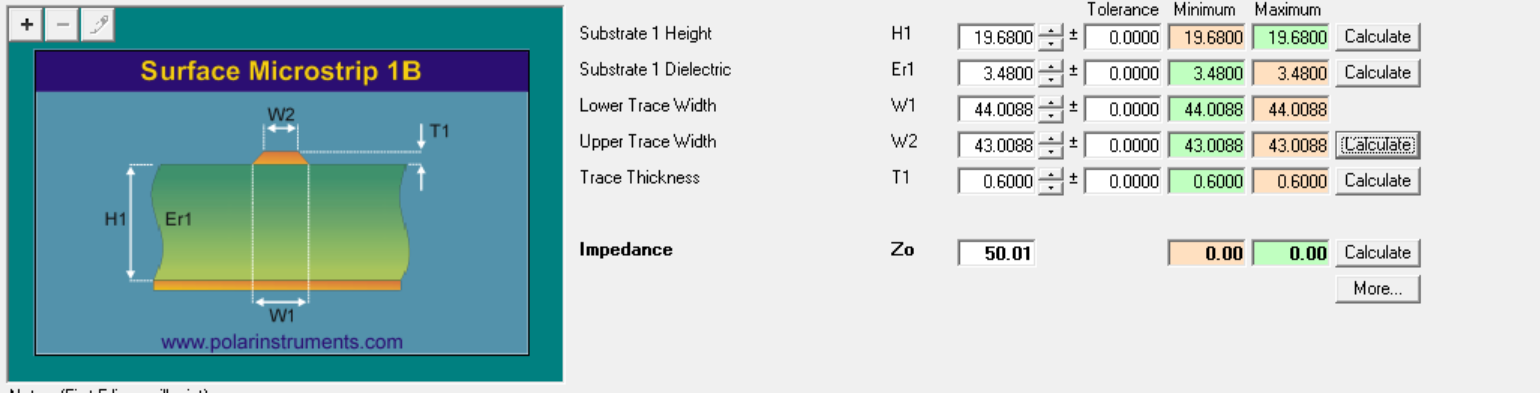 Tolerance Minimum Maximum
+ −
Substrate 1 Height H1 19.6800 ± 0.0000 19.6800 19.6800 Calculate
Surface Microstrip 1B
Substrate 1 Dielectric Er1 3.4800 ± 0.0000 3.4800 3.4800 Calculate
Lower Trace Width W1 44.0088 ± 0.0000 44.0088 44.0088
W2
T1
Upper Trace Width W2 43.0088 ± 0.0000 43.0088 43.0088 Calculate
Trace Thickness T1 0.6000 ± 0.0000 0.6000 0.6000 Calculate
H1 Er1
Impedance Zo 50.01 0.00 0.00 Calculate
More...
W1
www.polarinstruments.com